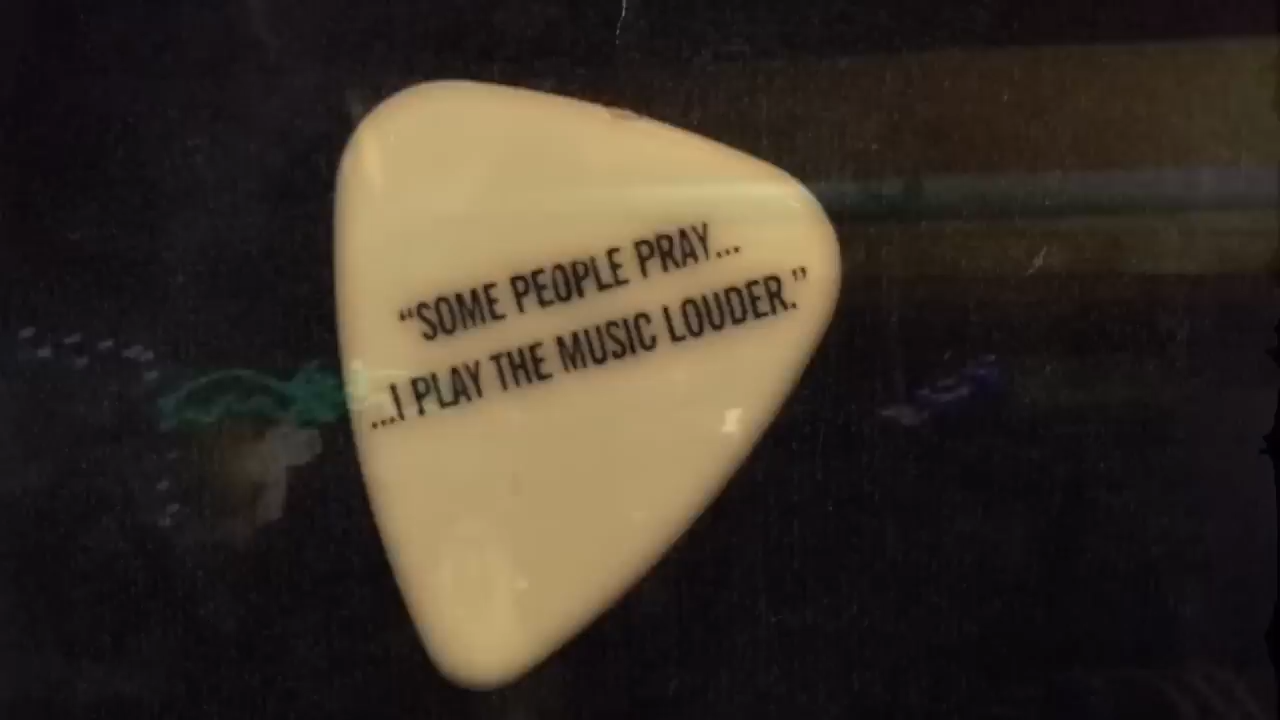 “SOME PEOPLE PRAY...
...I PLAY THE MUSIC LOUDER.”